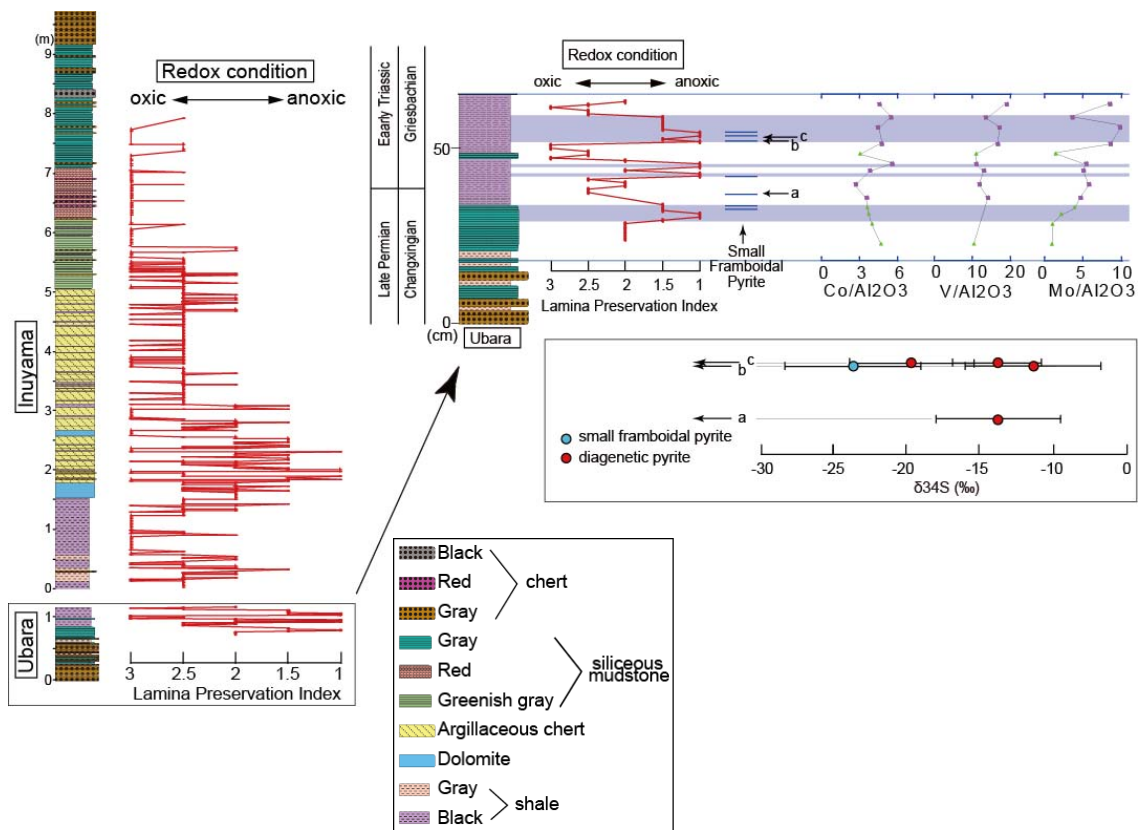 (m)
9
8
7
6
5
4
3
2
1
0
Inuyama
Redox condition
oxic
anoxic
Ubara
1
0
3
2.5
2
1.5
1
Lamina Preservation Index
Eaarly Triassic
Griesbachian
Late Permian
Changxingian
50
0
(cm)
Ubara
Redox condition
oxic
anoxic
3
2.5
2
1.5
1
Lamina Preservation Index
c
b
a
Small
Framboidal
Pyrite
0
3
6
Co/Al2O3
0
10
20
V/Al2O3
0
5
10
Mo/Al2O3
c
b
a
small framboidal pyrite
diagenetic pyrite
-30
-20
-10
0
δ34S (‰)
Black
Red
Gray
chert
Gray
Red
Greenish gray
siliceous
mudstone
Argillaceous chert
Dolomite
Gray
Black
shale